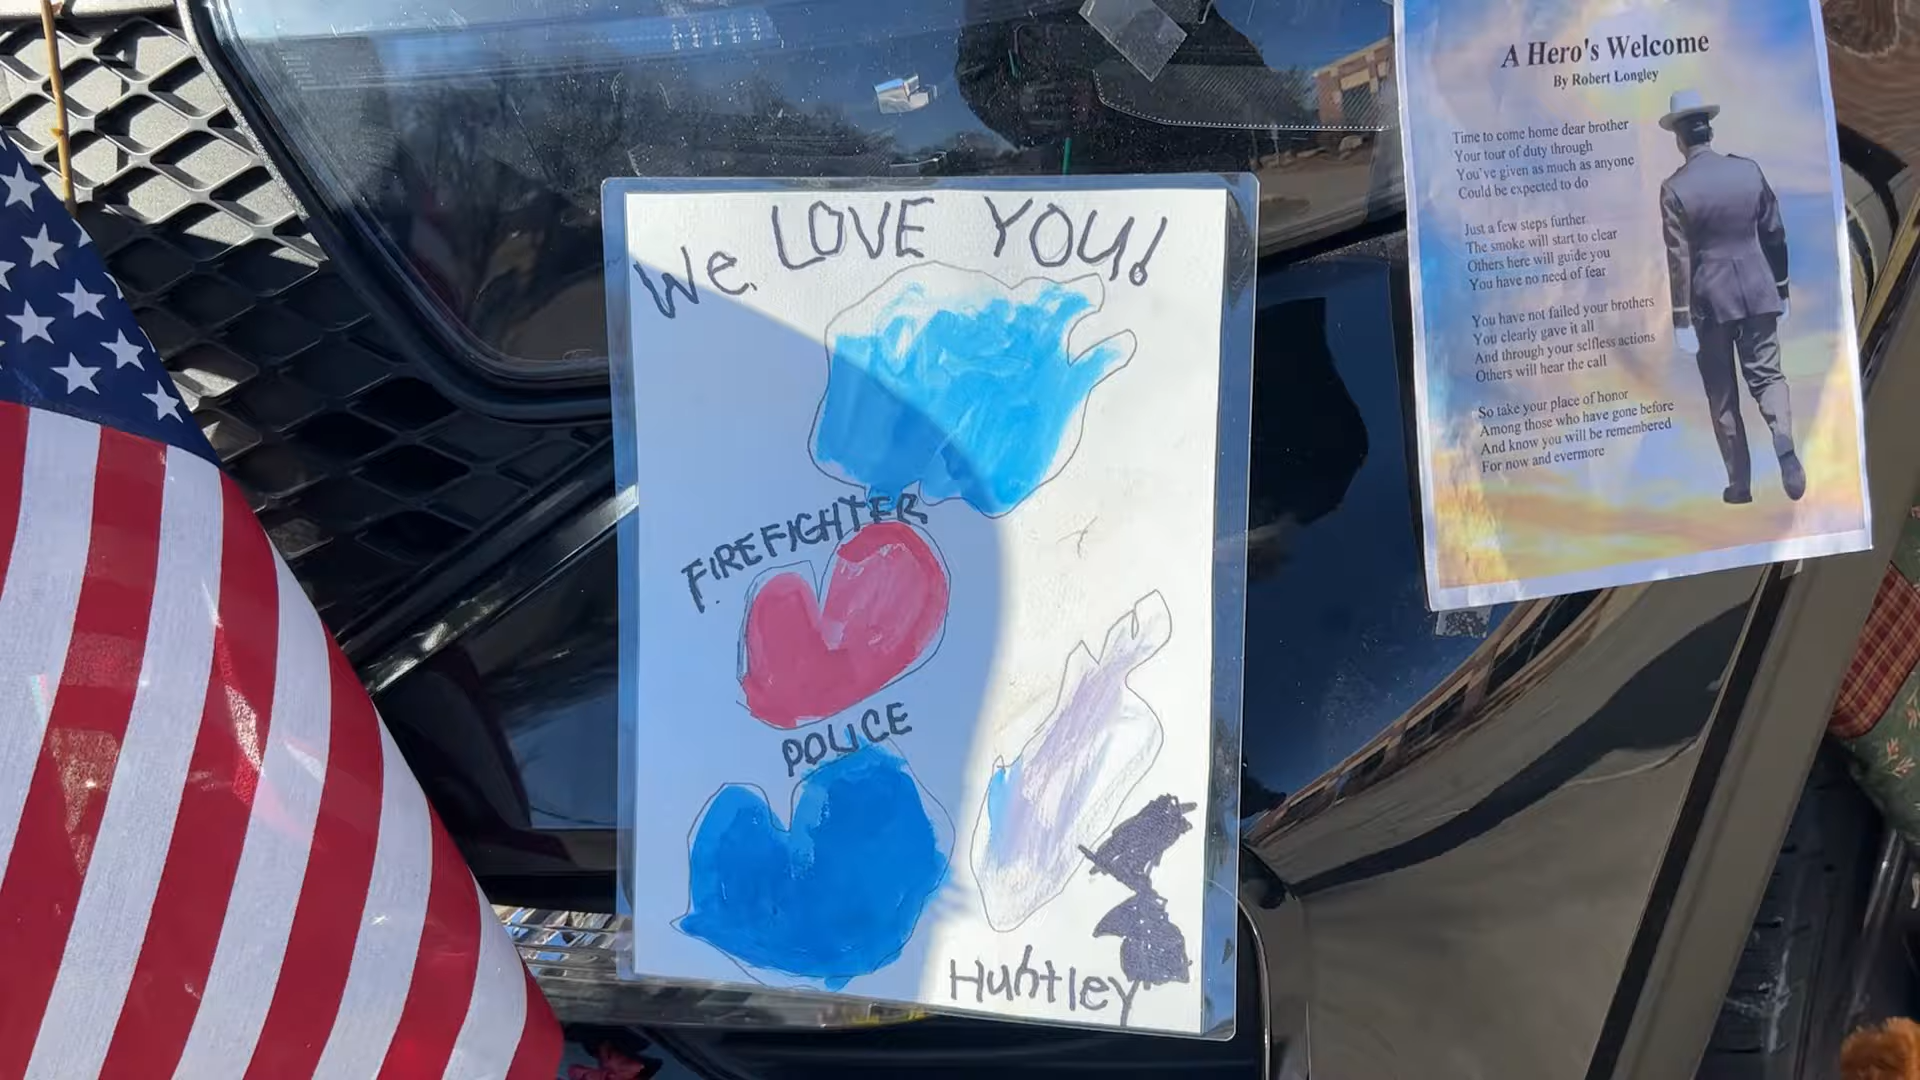 We LOVE YOU!
FIREFIGHTER
POLICE
Huntley
A Hero's Welcome
By Robert Longley
Time to come home dear brother
Your tour of duty through
You've given as much as anyone
Could be expected to do
Just a few steps further
The smoke will start to clear
Others here will guide you
You have no need of fear
You have not failed your brothers
You clearly gave it all
And through your selfless actions
Others will hear the call
So take your place of honor
Among those who have gone before
And know you will be remembered
For now and evermore